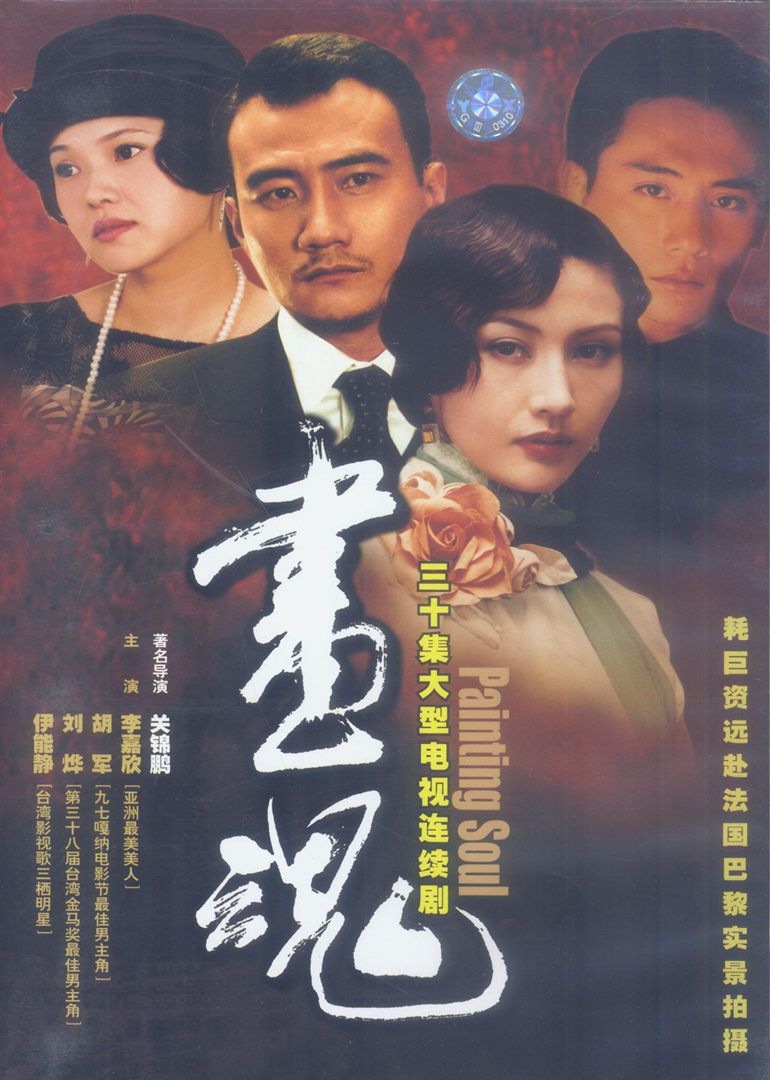 耗巨资远赴法国巴黎实景拍摄
三十集大型电视连续剧
Painting Soul
畫魂
著名导演 关锦鹏
主演 李嘉欣[亚洲最美美人]
胡军[九七嘎纳电影节最佳男主角]
刘烨[第三十八届台湾金马奖最佳男主角]
伊能静[台湾影视歌三栖明星]
Y Z X
G Ⅱ 0310